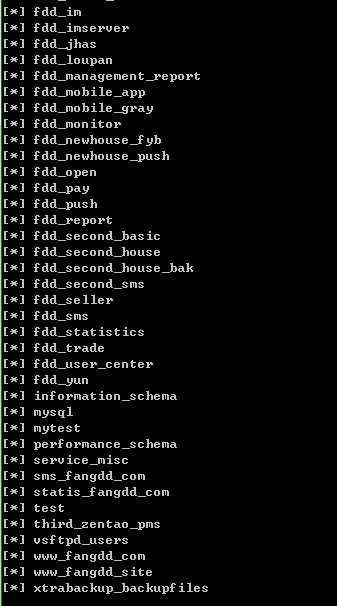 [*] fdd_im
[*] fdd_imserver
[*] fdd_jhas
[*] fdd_loupan
[*] fdd_management_report
[*] fdd_mobile_app
[*] fdd_mobile_gray
[*] fdd_monitor
[*] fdd_newhouse_fyb
[*] fdd_newhouse_push
[*] fdd_open
[*] fdd_pay
[*] fdd_push
[*] fdd_report
[*] fdd_second_basic
[*] fdd_second_house
[*] fdd_second_house_bak
[*] fdd_second_sms
[*] fdd_seller
[*] fdd_sms
[*] fdd_statistics
[*] fdd_trade
[*] fdd_user_center
[*] fdd_yun
[*] information_schema
[*] mysql
[*] mytest
[*] performance_schema
[*] service_misc
[*] sms_fangdd_com
[*] statis_fangdd_com
[*] test
[*] third_zentao_pms
[*] vsftpd_users
[*] www_fangdd_com
[*] www_fangdd_site
[*] xtrabackup_backupfiles